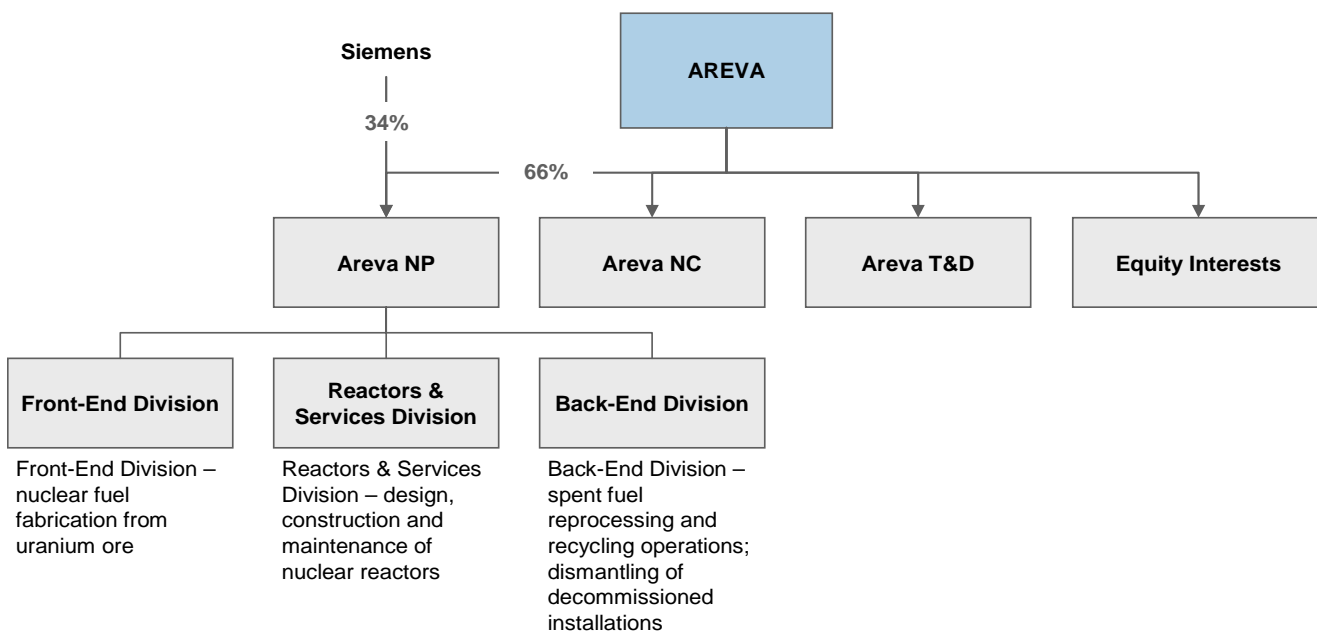 Siemens
AREVA
34%
66%
Areva NP
Areva NC
Areva T&D
Equity Interests
Front-End Division
Reactors &
Services Division
Back-End Division
Front-End Division –
nuclear fuel
fabrication from
uranium ore
Reactors & Services
Division – design,
construction and
maintenance of
nuclear reactors
Back-End Division –
spent fuel
reprocessing and
recycling operations;
dismantling of
decommissioned
installations